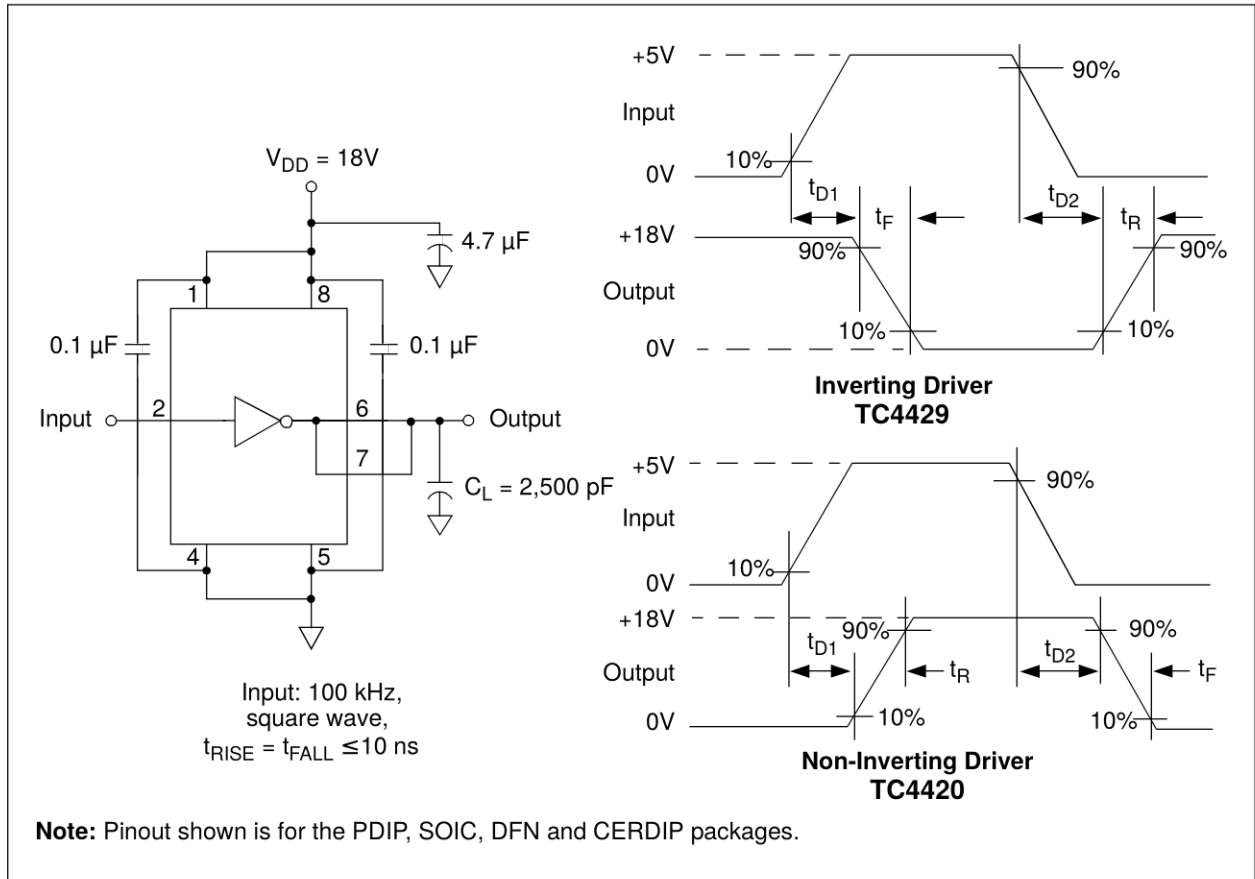 V_DD = 18V
4.7 µF
1
8
0.1 µF
0.1 µF
Input
2
6
Output
7
C_L = 2,500 pF
4
5
Input: 100 kHz,
square wave,
t_RISE = t_FALL ≤10 ns
+5V
90%
Input
10%
0V
t_D1
t_F
t_D2
t_R
+18V
90%
90%
Output
10%
10%
0V
Inverting Driver
TC4429
+5V
90%
Input
10%
0V
+18V
90%
90%
t_D1
t_R
t_D2
t_F
Output
10%
10%
0V
Non-Inverting Driver
TC4420
Note: Pinout shown is for the PDIP, SOIC, DFN and CERDIP packages.